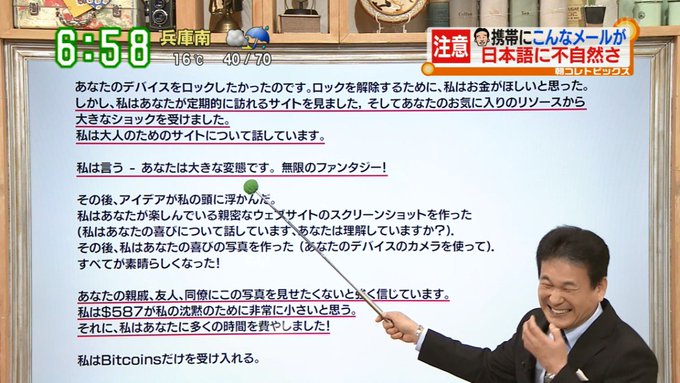 6:58
兵庫南
16℃ 40/70
注意
携帯にこんなメールが
日本語に不自然さ
朝コレトピックス
あなたのデバイスをロックしたかったのです。ロックを解除するために、私はお金がほしいと思った。
しかし、私はあなたが定期的に訪れるサイトを見ました, そしてあなたのお気に入りのリソースから
大きなショックを受けました。
私は大人のためのサイトについて話しています。
私は言う - あなたは大きな変態です。無限のファンタジー!
その後、アイデアが私の頭に浮かんだ。
私はあなたが楽しんでいる親密なウェブサイトのスクリーンショットを作った
(私はあなたの喜びについて話しています、あなたは理解していますか?).
その後、私はあなたの喜びの写真を作った (あなたのデバイスのカメラを使って).
すべてが素晴らしくなった!
あなたの親戚、友人、同僚にこの写真を見せたくないと強く信じています。
私は$587が私の沈黙のために非常に小さいと思う。
それに、私はあなたに多くの時間を費やしました!
私はBitcoinsだけを受け入れる。